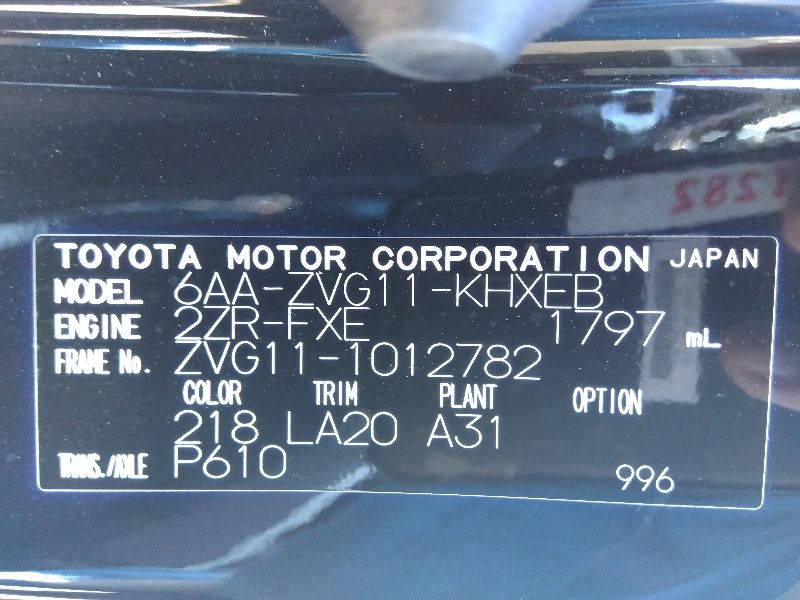 TOYOTA MOTOR CORPORATION JAPAN
MODEL 6AA-ZVG11-KHXEB
ENGINE 2ZR-FXE 1797 mL
FRAME No. ZVG11-1012782
COLOR TRIM PLANT OPTION
218 LA20 A31
TRANS./AXLE P610
996